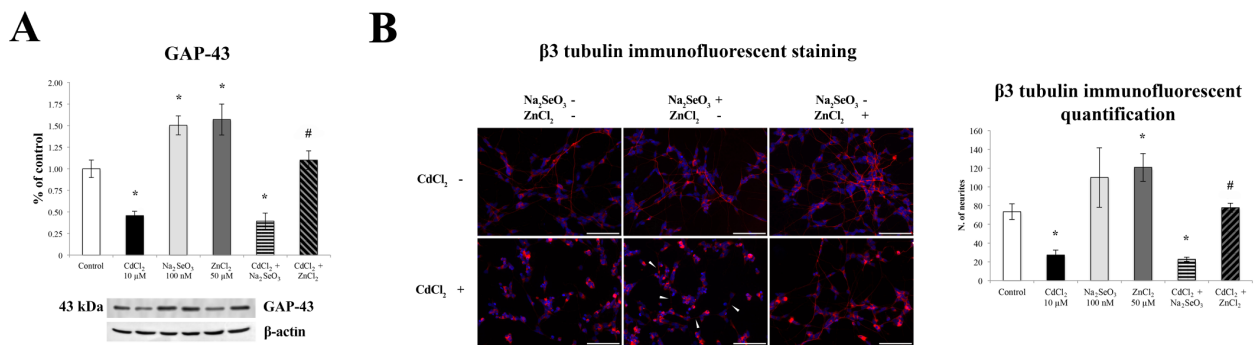 A
GAP-43
% of control
2.00
1.75
1.50
1.25
1.00
0.75
0.50
0.25
0.00
*
*
*
*
#
Control
CdCl₂
10 µM
Na₂SeO₃
100 nM
ZnCl₂
50 µM
CdCl₂ +
Na₂SeO₃
CdCl₂ +
ZnCl₂
43 kDa
GAP-43
β-actin
B
β3 tubulin immunofluorescent staining
Na₂SeO₃ -
ZnCl₂ -
Na₂SeO₃ +
ZnCl₂ -
Na₂SeO₃ -
ZnCl₂ +
CdCl₂ -
CdCl₂ +
β3 tubulin immunofluorescent
quantification
N. of neurites
160
140
120
100
80
60
40
20
0
*
*
*
#
Control
CdCl₂
10 µM
Na₂SeO₃
100 nM
ZnCl₂
50 µM
CdCl₂ +
Na₂SeO₃
CdCl₂ +
ZnCl₂